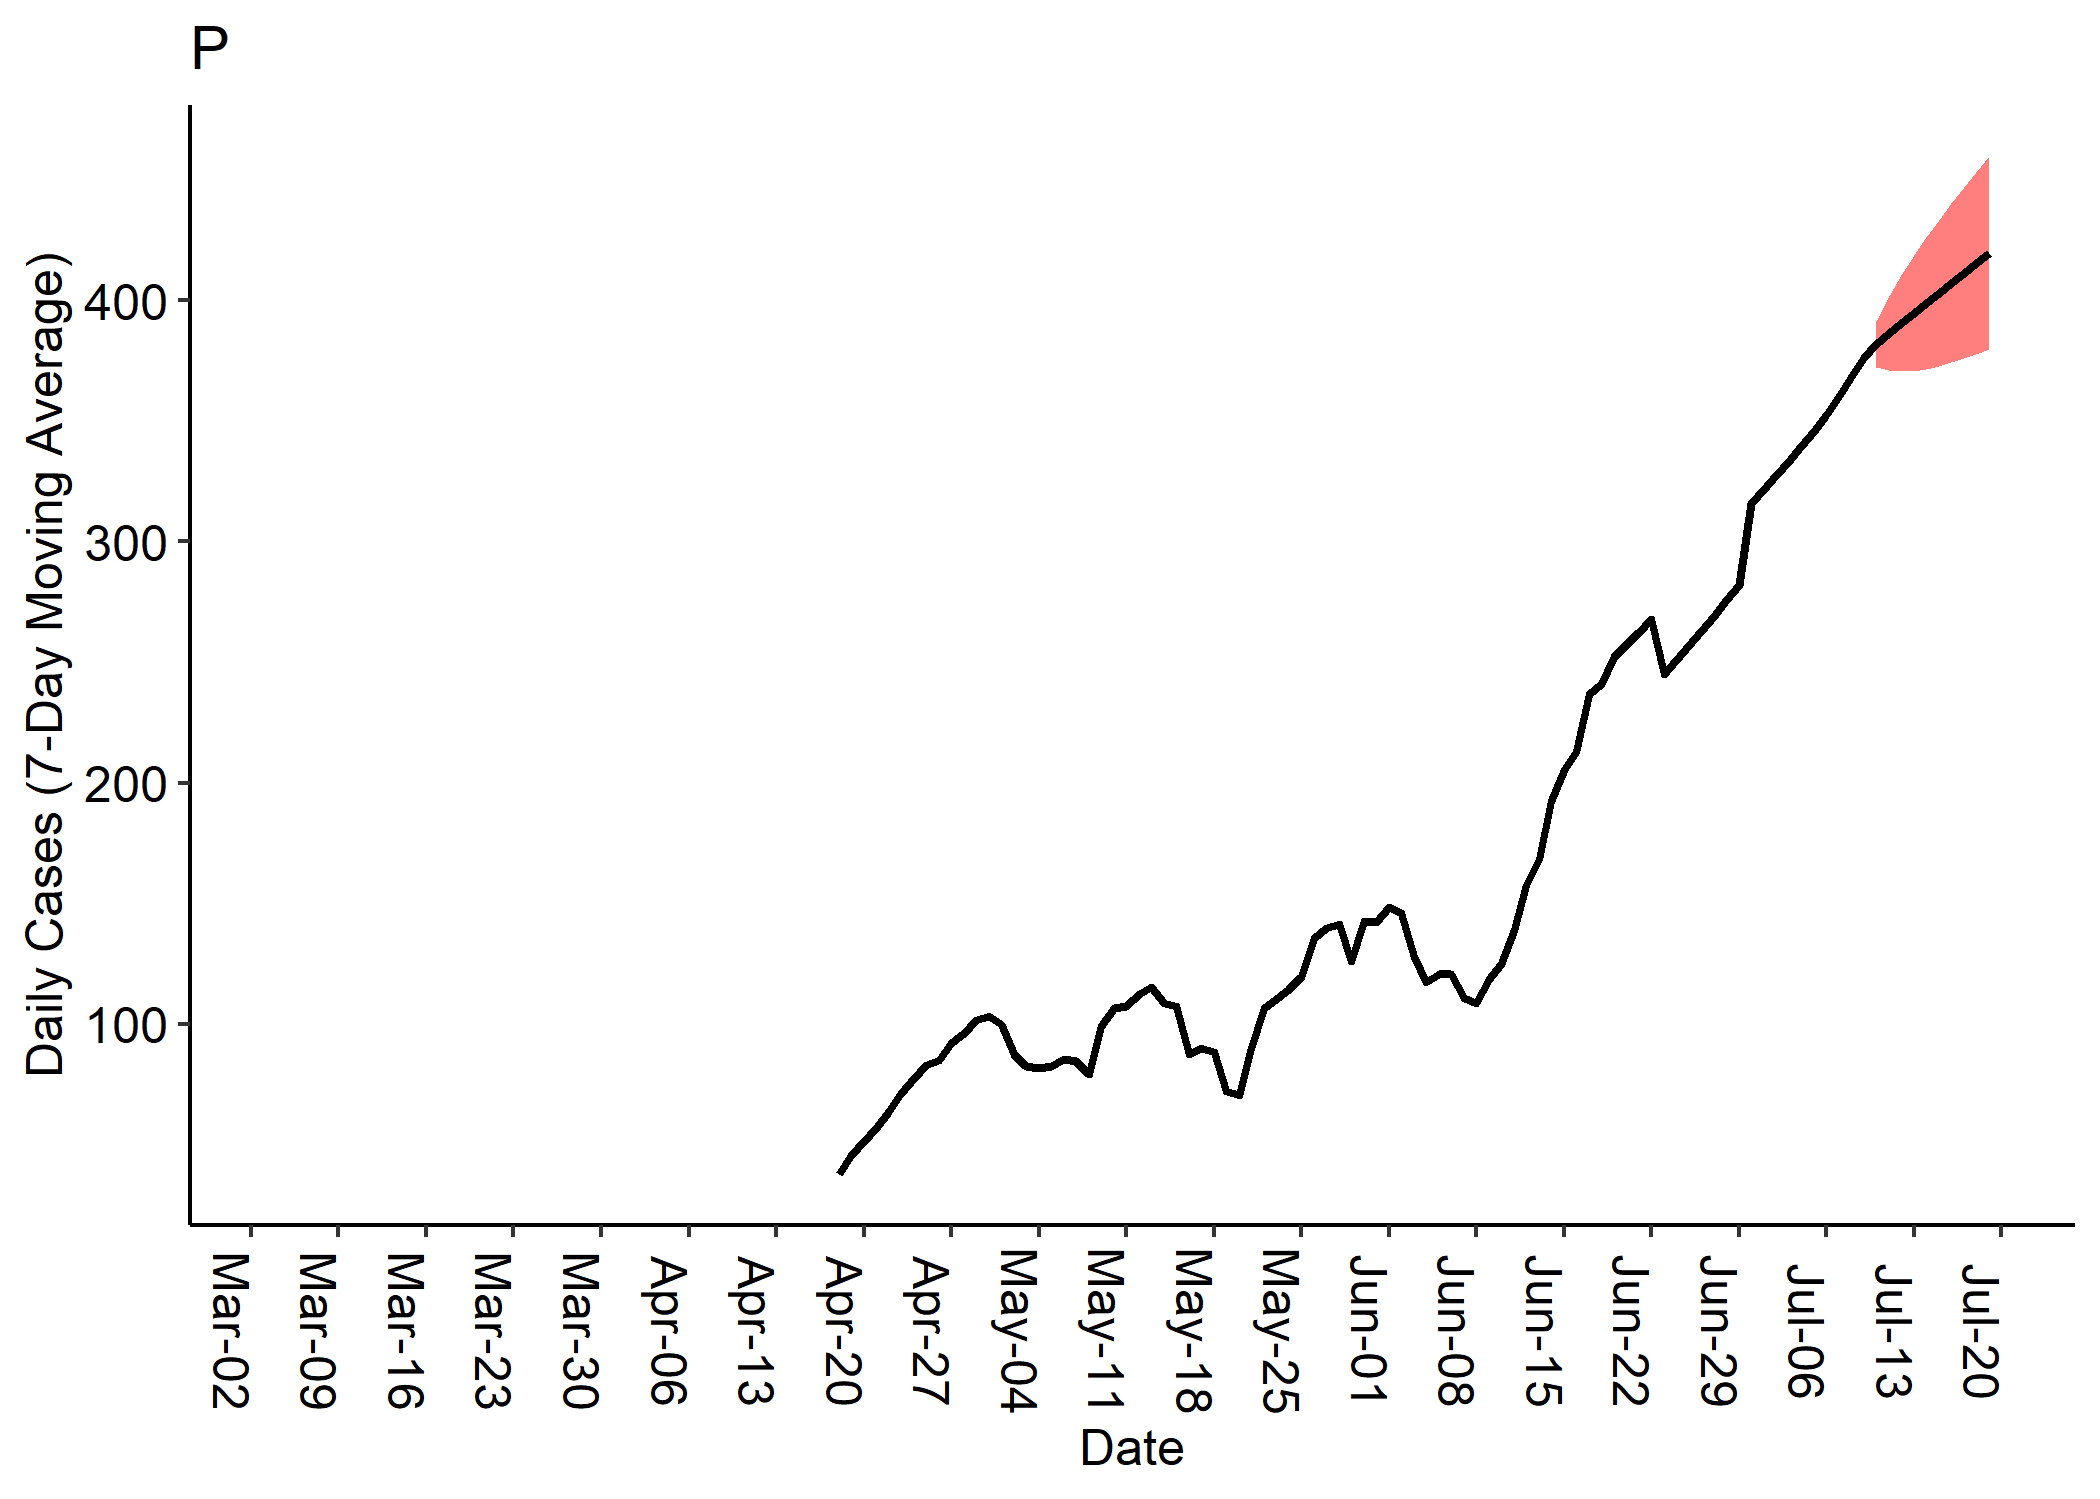 P
Daily Cases (7-Day Moving Average)
400
300
200
100
Mar-02
Mar-09
Mar-16
Mar-23
Mar-30
Apr-06
Apr-13
Apr-20
Apr-27
May-04
May-11
May-18
May-25
Jun-01
Jun-08
Jun-15
Jun-22
Jun-29
Jul-06
Jul-13
Jul-20
Date